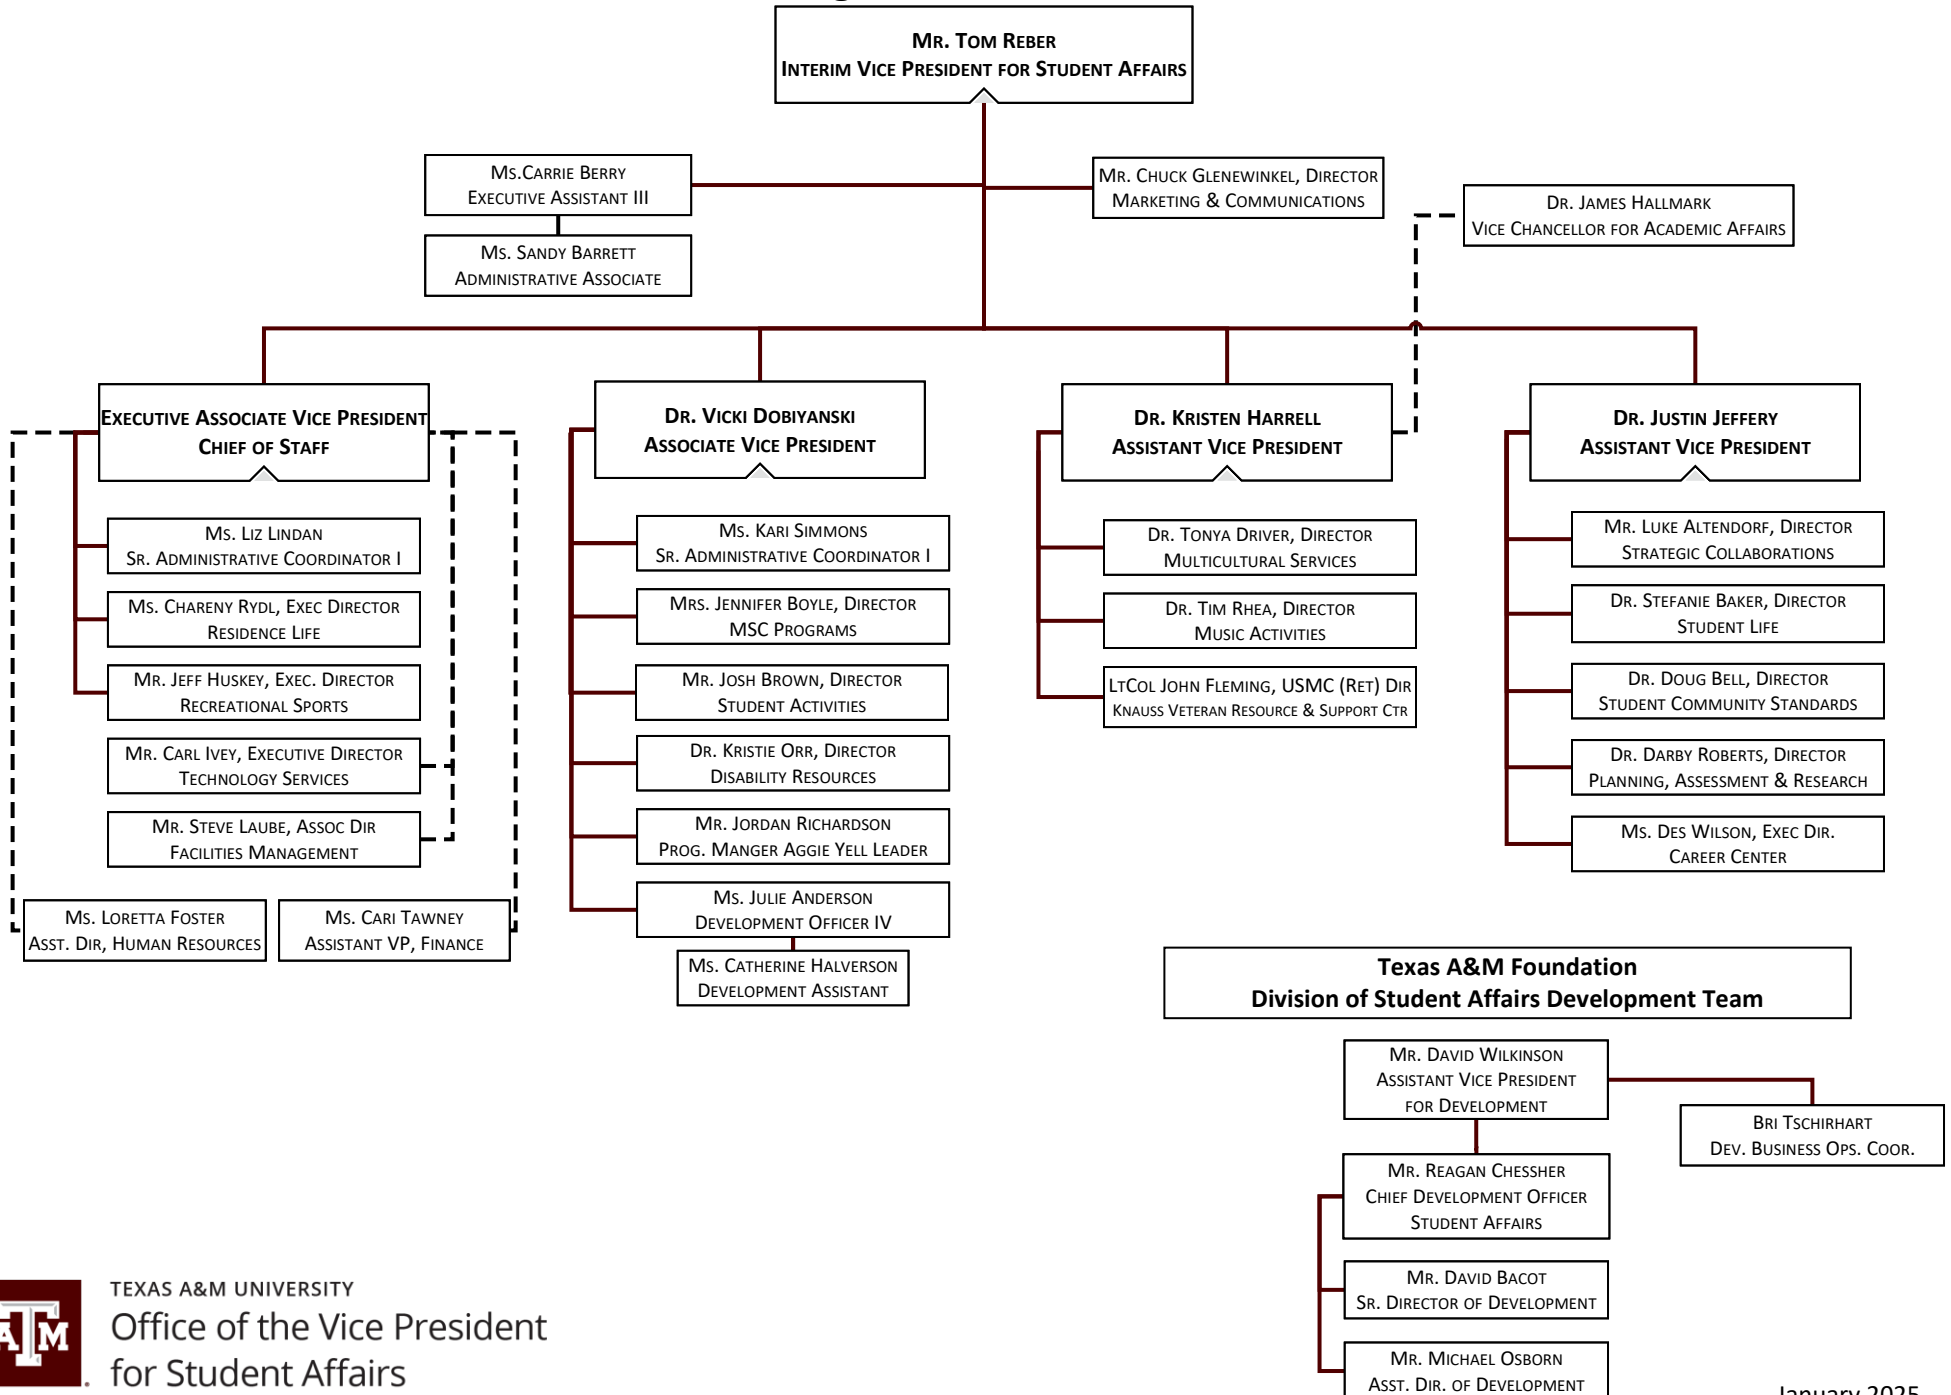 Mr. Tom Reber
Interim Vice President for Student Affairs
Ms.Carrie Berry
Executive Assistant III
Ms. Sandy Barrett
Administrative Associate
Mr. Chuck Glenewinkel, Director
Marketing & Communications
Dr. James Hallmark
Vice Chancellor for Academic Affairs
Executive Associate Vice President
Chief of Staff
Ms. Liz Lindan
Sr. Administrative Coordinator I
Ms. Chareny Rydl, Exec Director
Residence Life
Mr. Jeff Huskey, Exec. Director
Recreational Sports
Mr. Carl Ivey, Executive Director
Technology Services
Mr. Steve Laube, Assoc Dir
Facilities Management
Ms. Loretta Foster
Asst. Dir, Human Resources
Ms. Cari Tawney
Assistant VP, Finance
Dr. Vicki Dobiyanski
Associate Vice President
Ms. Kari Simmons
Sr. Administrative Coordinator I
Mrs. Jennifer Boyle, Director
MSC Programs
Mr. Josh Brown, Director
Student Activities
Dr. Kristie Orr, Director
Disability Resources
Mr. Jordan Richardson
Prog. Manger Aggie Yell Leader
Ms. Julie Anderson
Development Officer IV
Ms. Catherine Halverson
Development Assistant
Dr. Kristen Harrell
Assistant Vice President
Dr. Tonya Driver, Director
Multicultural Services
Dr. Tim Rhea, Director
Music Activities
LtCol John Fleming, USMC (Ret) Dir
Knauss Veteran Resource & Support Ctr
Dr. Justin Jeffery
Assistant Vice President
Mr. Luke Altendorf, Director
Strategic Collaborations
Dr. Stefanie Baker, Director
Student Life
Dr. Doug Bell, Director
Student Community Standards
Dr. Darby Roberts, Director
Planning, Assessment & Research
Ms. Des Wilson, Exec Dir.
Career Center
Texas A&M Foundation
Division of Student Affairs Development Team
Mr. David Wilkinson
Assistant Vice President
for Development
Bri Tschirhart
Dev. Business Ops. Coor.
Mr. Reagan Chessher
Chief Development Officer
Student Affairs
Mr. David Bacot
Sr. Director of Development
Mr. Michael Osborn
Asst. Dir. of Development
ATM
TEXAS A&M UNIVERSITY
Office of the Vice President
for Student Affairs
January 2025